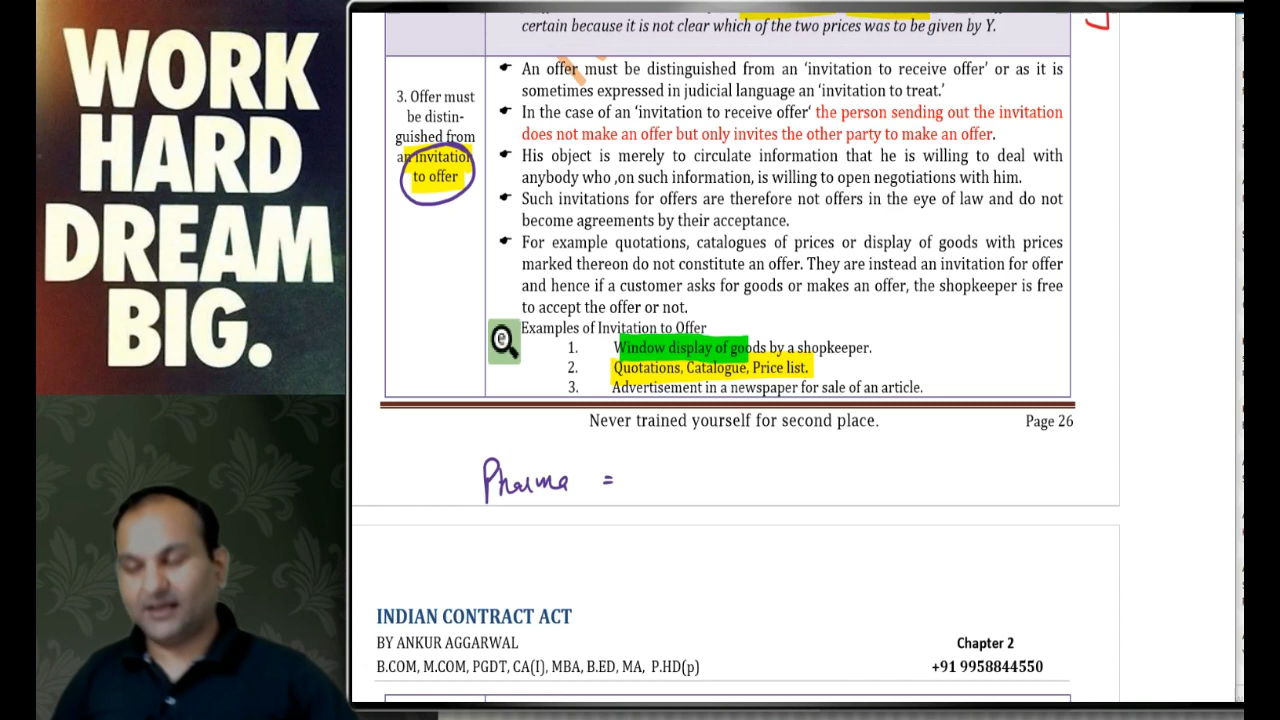 WORK
HARD
DREAM
BIG.
certain because it is not clear which of the two prices was to be given by Y.
3. Offer must
be distin-
guished from
an invitation
to offer
An offer must be distinguished from an ‘invitation to receive offer’ or as it is
sometimes expressed in judicial language an ‘invitation to treat.’
In the case of an ‘invitation to receive offer‘ the person sending out the invitation
does not make an offer but only invites the other party to make an offer.
His object is merely to circulate information that he is willing to deal with
anybody who ,on such information, is willing to open negotiations with him.
Such invitations for offers are therefore not offers in the eye of law and do not
become agreements by their acceptance.
For example quotations, catalogues of prices or display of goods with prices
marked thereon do not constitute an offer. They are instead an invitation for offer
and hence if a customer asks for goods or makes an offer, the shopkeeper is free
to accept the offer or not.
Examples of Invitation to Offer
1. Window display of goods by a shopkeeper.
2. Quotations, Catalogue, Price list.
3. Advertisement in a newspaper for sale of an article.
Never trained yourself for second place. Page 26
Pharma =
INDIAN CONTRACT ACT
BY ANKUR AGGARWAL Chapter 2
B.COM, M.COM, PGDT, CA(I), MBA, B.ED, MA, P.HD(p) +91 9958844550